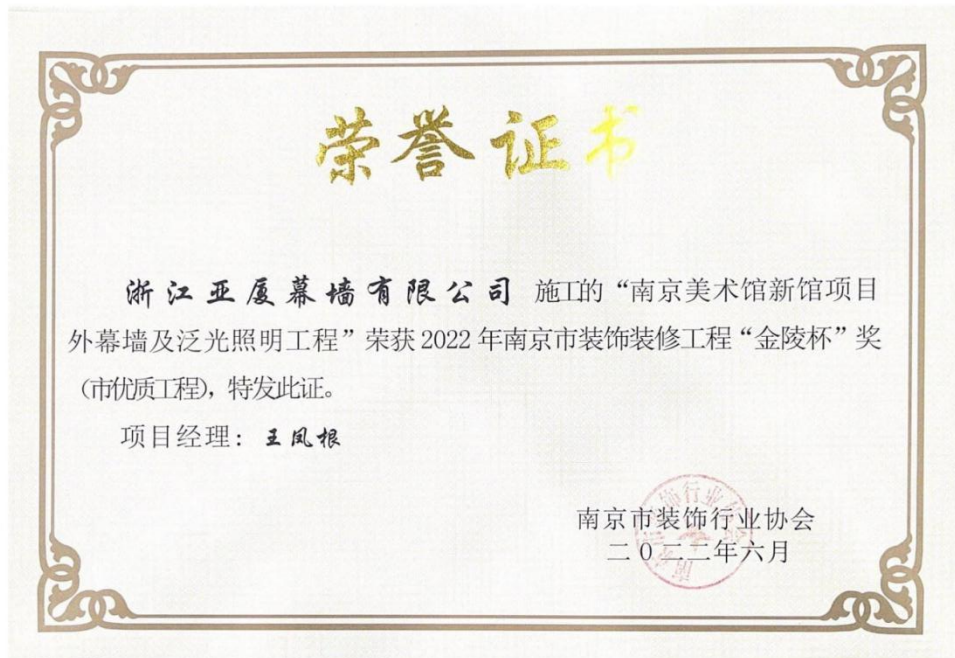 荣誉证书
浙江亚厦幕墙有限公司 施工的“南京美术馆新馆项目
外幕墙及泛光照明工程”荣获2022年南京市装饰装修工程“金陵杯”奖
（市优质工程），特发此证。
项目经理：王凤根
南京市装饰行业协会
二0二二年六月